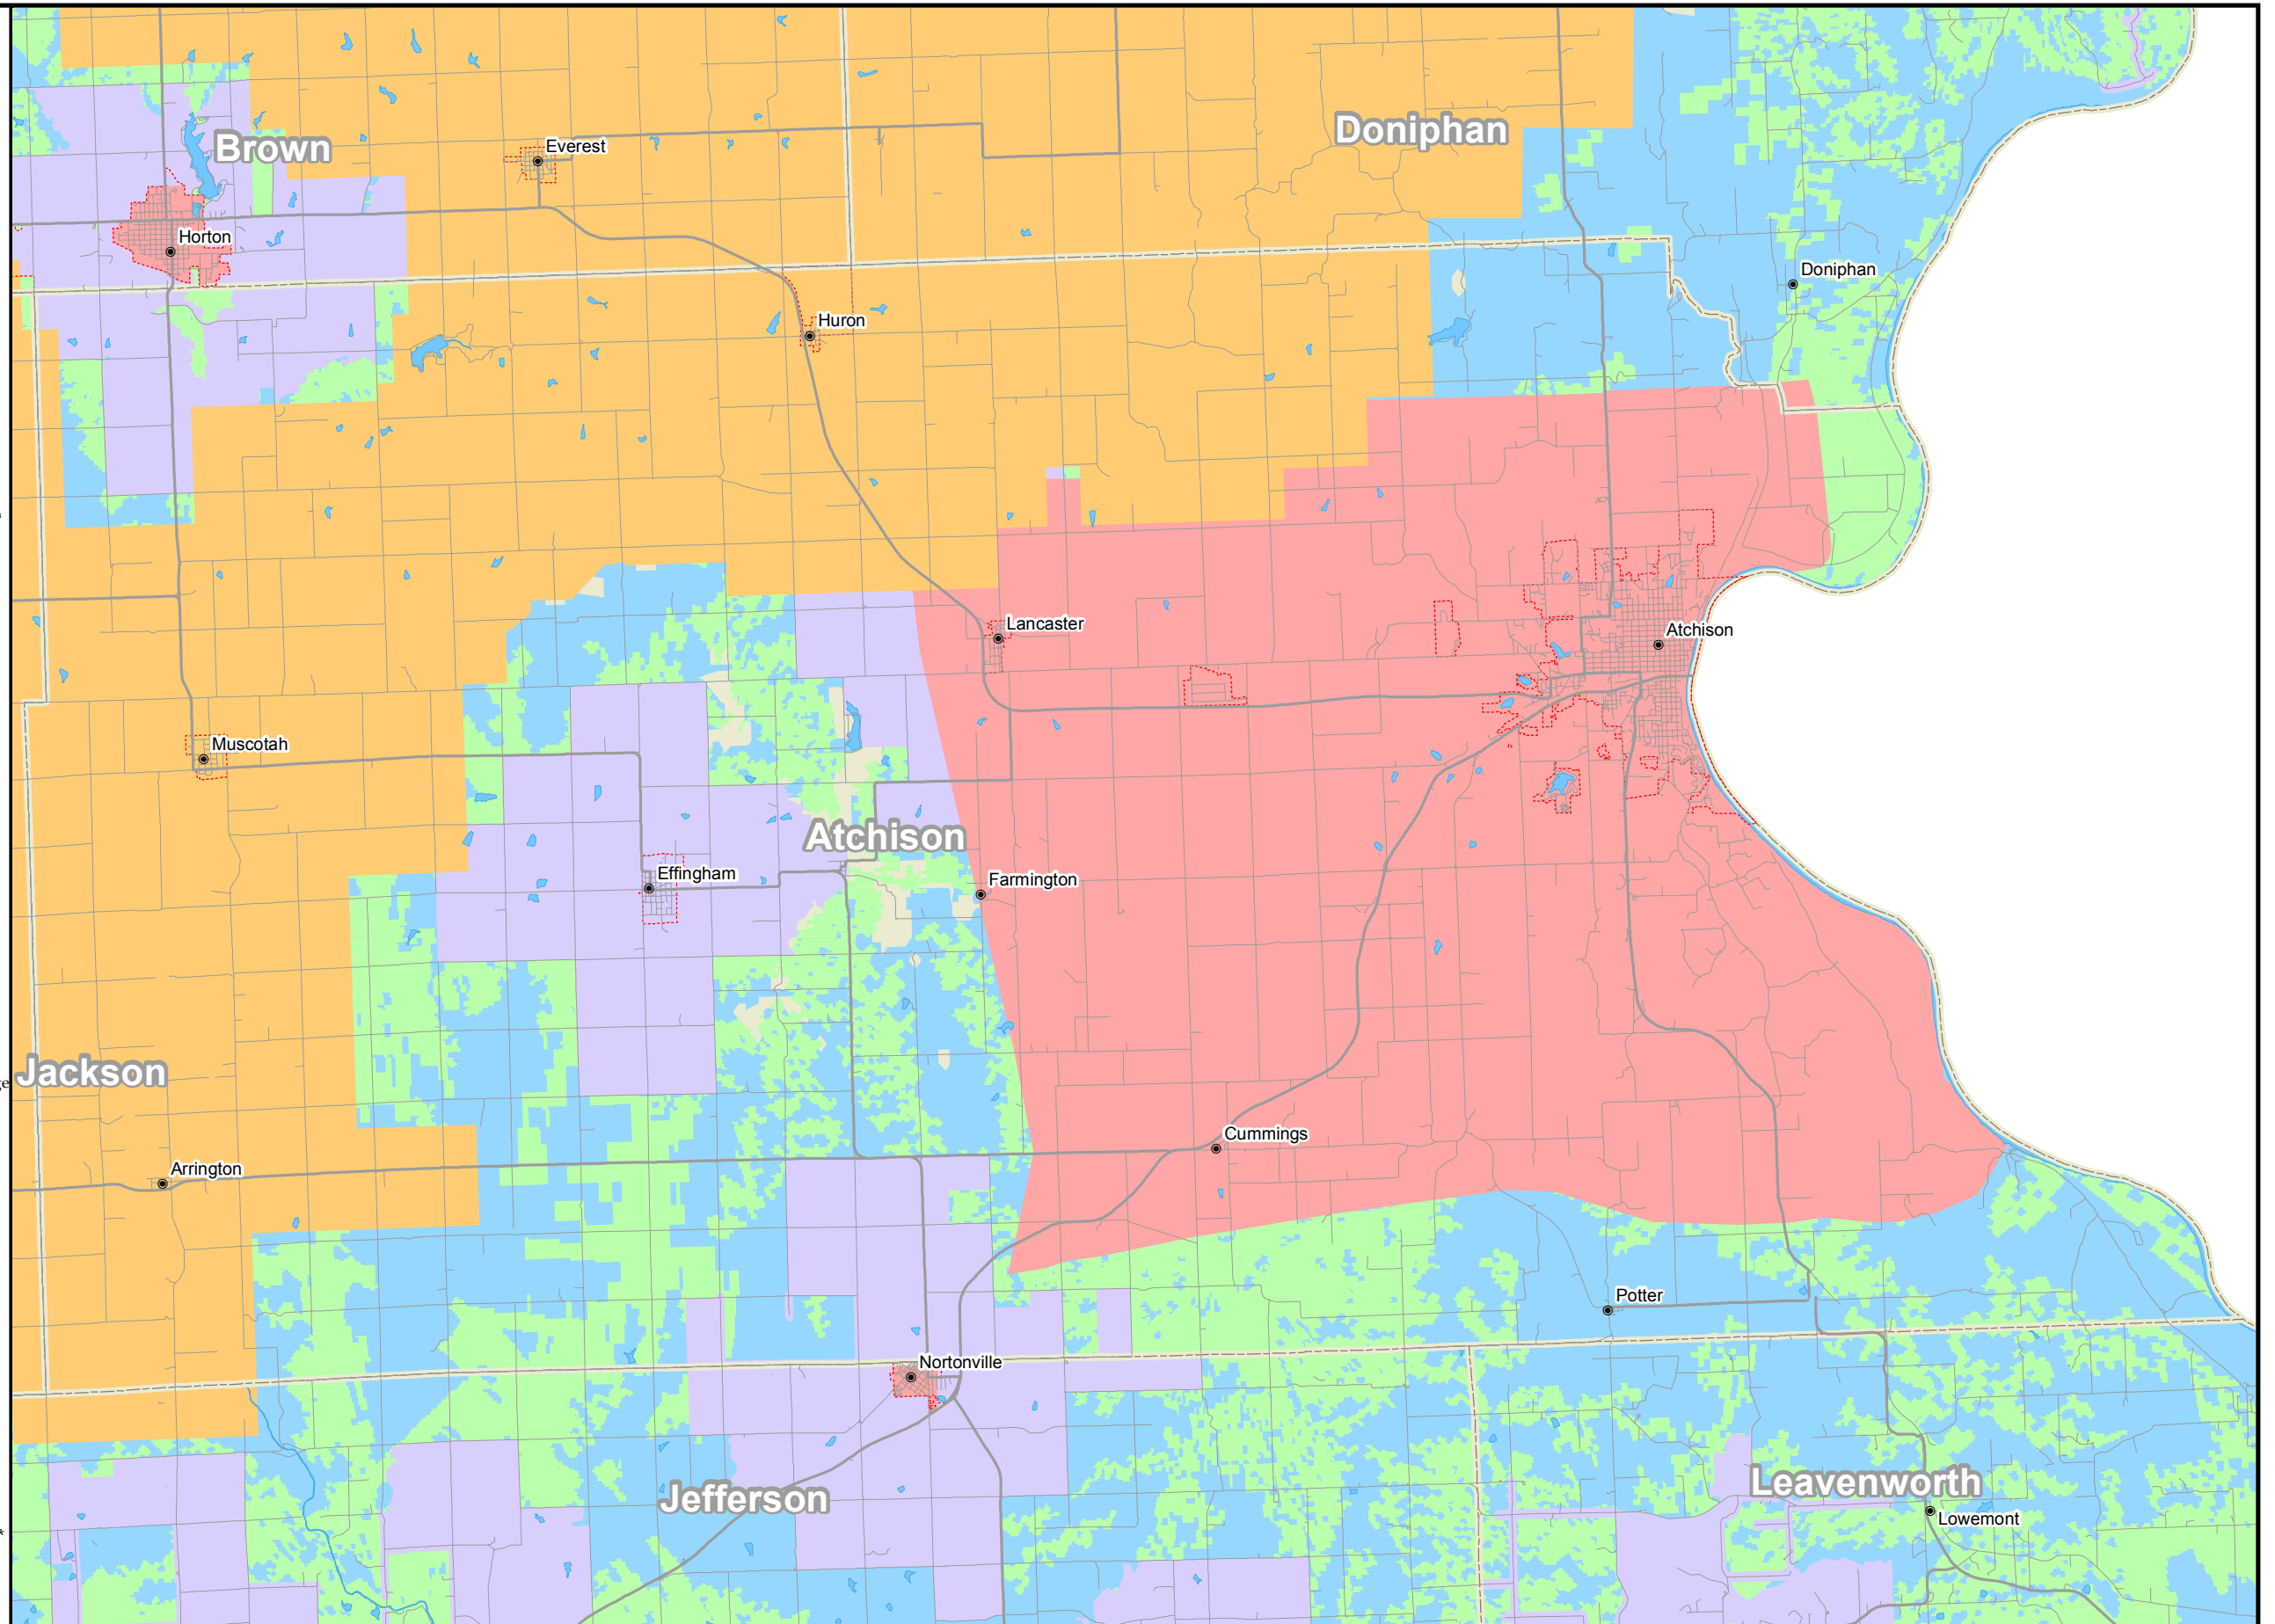 Brown
Doniphan
Everest
Horton
Doniphan
Huron
Lancaster
Atchison
Muscotah
Atchison
Effingham
Farmington
Jackson
Cummings
Arrington
Potter
Nortonville
Jefferson
Leavenworth
Lowemont
*